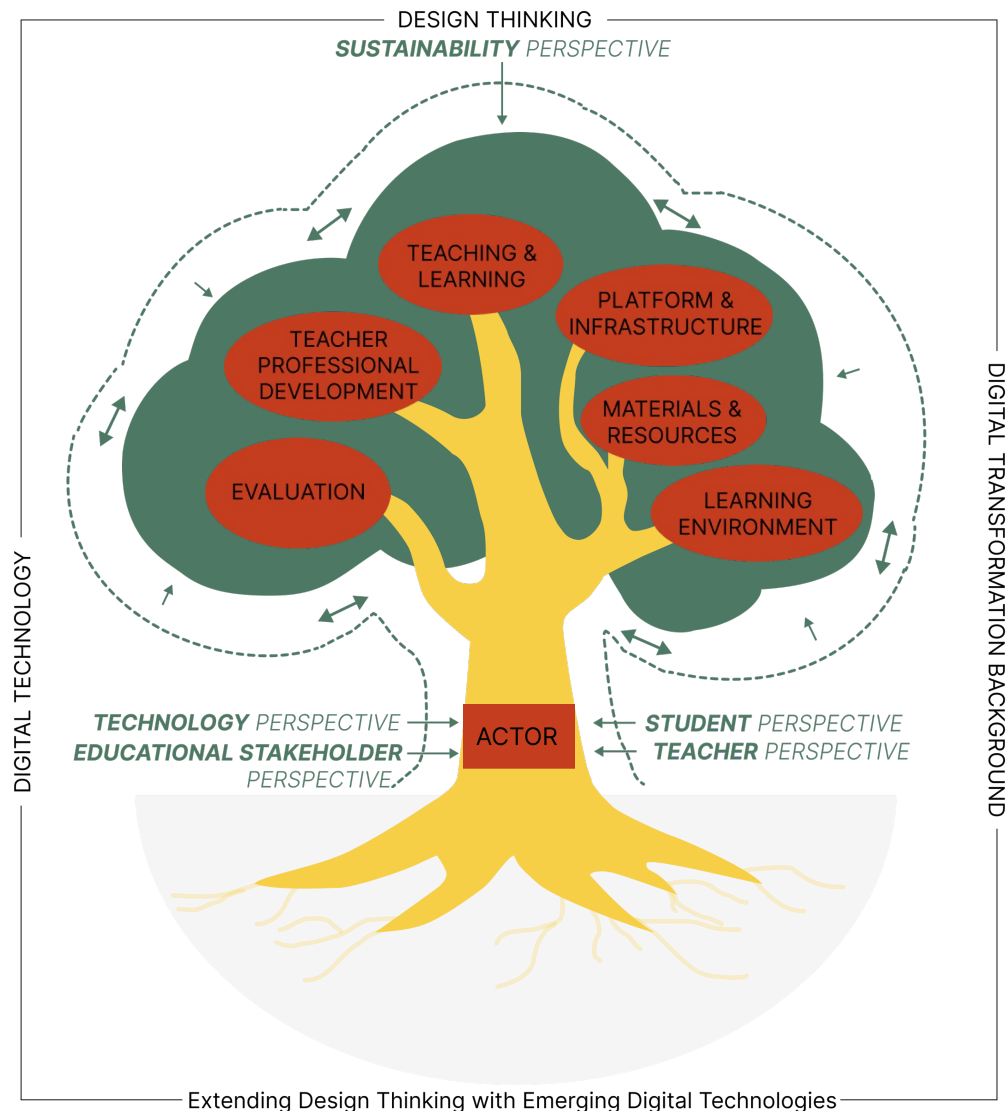 DESIGN THINKING
SUSTAINABILITY PERSPECTIVE
TEACHING &
LEARNING
PLATFORM &
INFRASTRUCTURE
TEACHER
PROFESSIONAL
DEVELOPMENT
MATERIALS &
RESOURCES
EVALUATION
LEARNING
ENVIRONMENT
DIGITAL TECHNOLOGY
DIGITAL TRANSFORMATION BACKGROUND
TECHNOLOGY PERSPECTIVE
EDUCATIONAL STAKEHOLDER
PERSPECTIVE
ACTOR
STUDENT PERSPECTIVE
TEACHER PERSPECTIVE
Extending Design Thinking with Emerging Digital Technologies